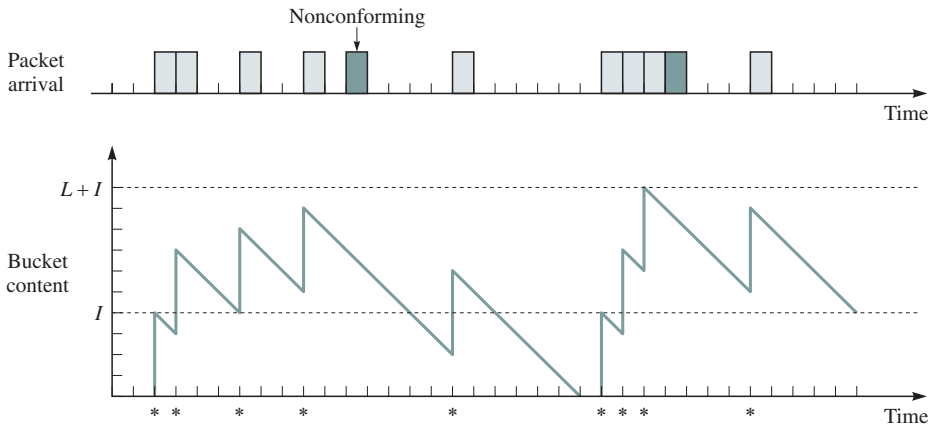 Nonconforming
Packet
arrival
Time
L + I
Bucket
content
I
* * * * * * * * *
Time